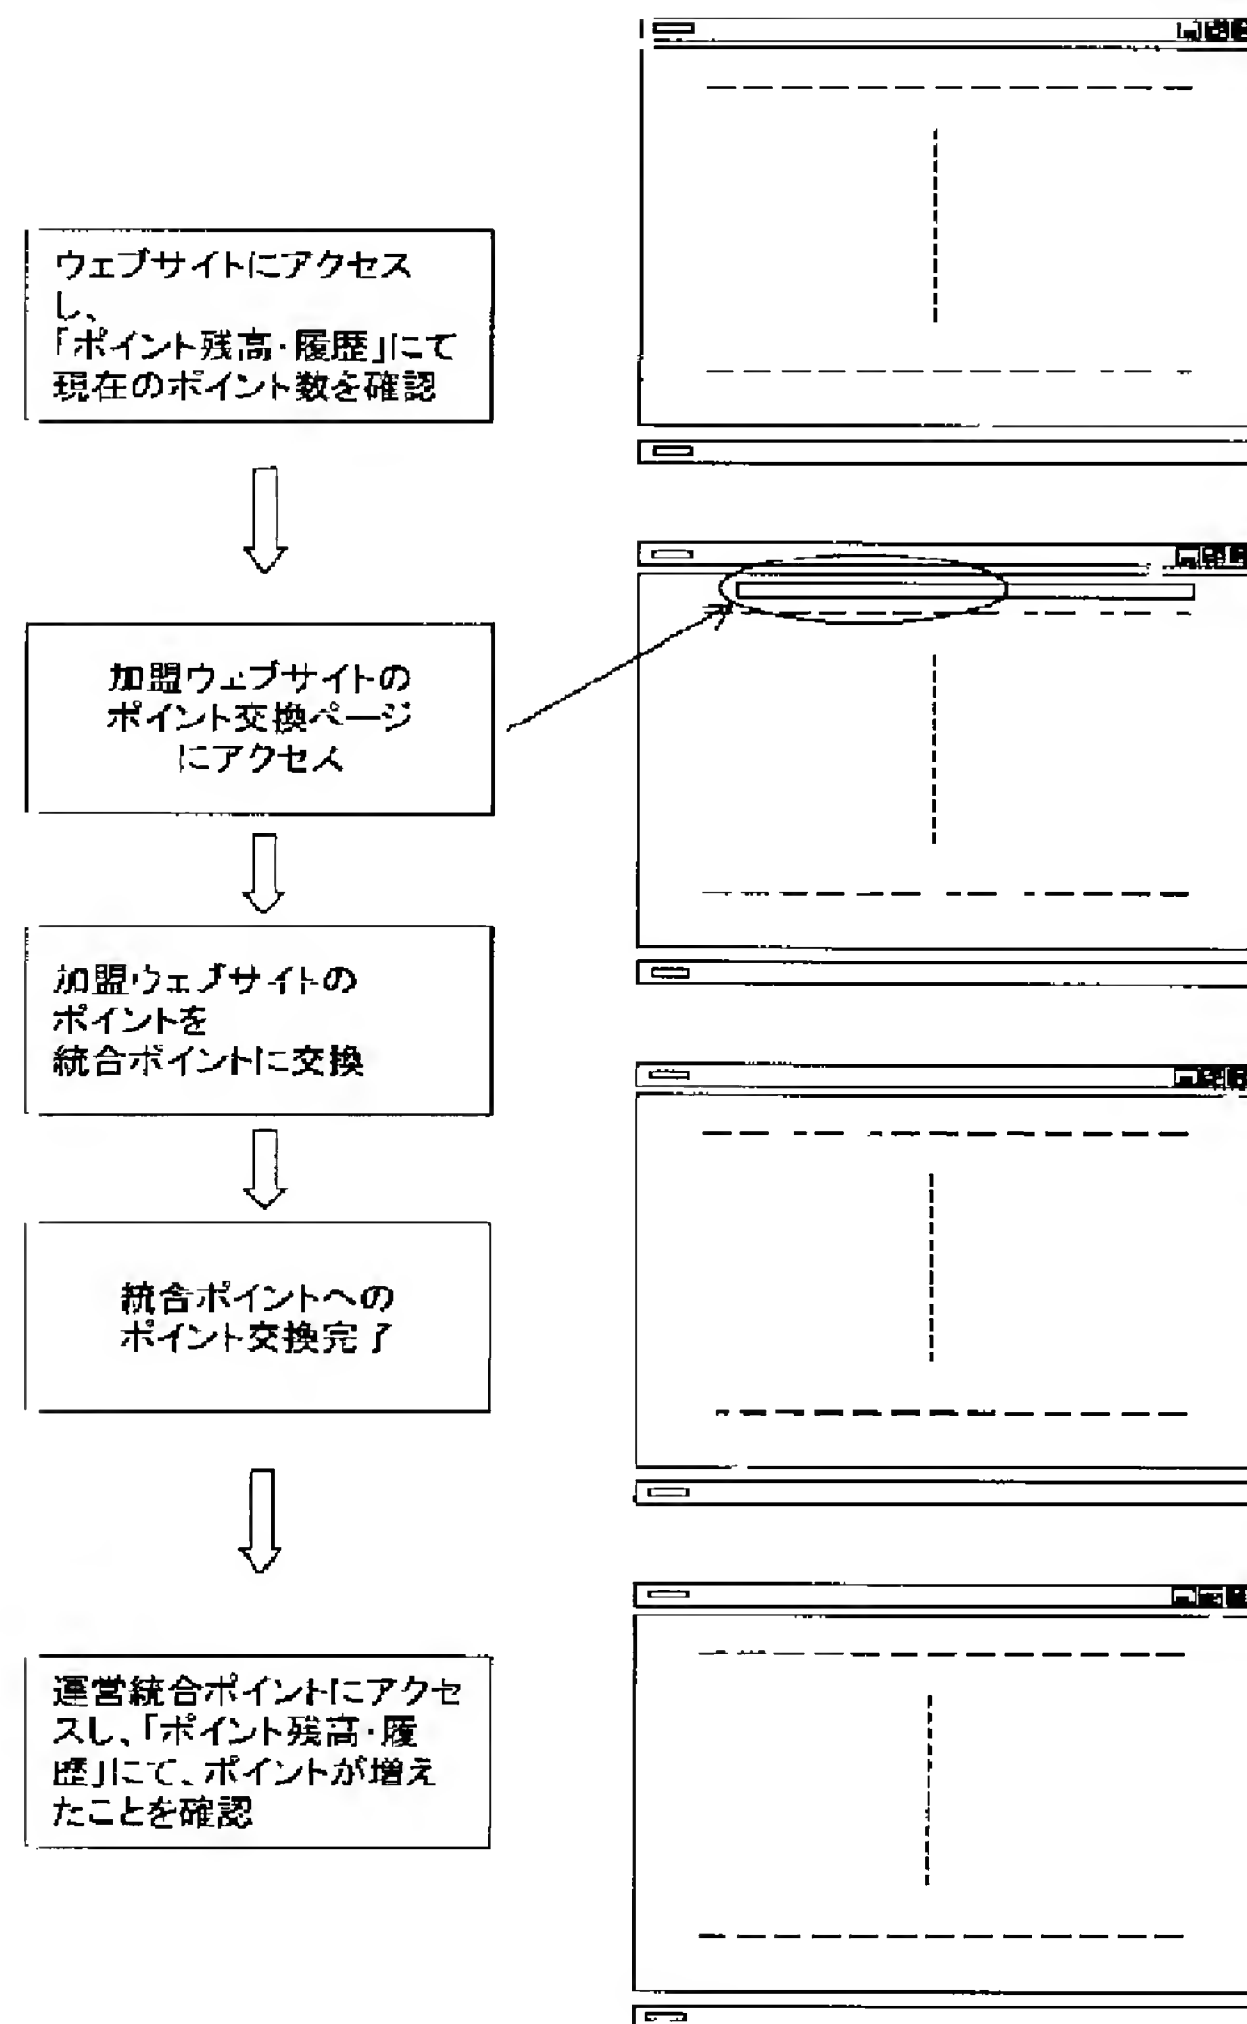 ウェブサイトにアクセス
し、
「ポイント残高・履歴」にて
現在のポイント数を確認
加盟ウェブサイトの
ポイント交換ページ
にアクセス
加盟ウェブサイトの
ポイントを
統合ポイントに交換
統合ポイントへの
ポイント交換完了
運営統合ポイントにアクセ
スし、「ポイント残高・履
歴」にて、ポイントが増え
たことを確認